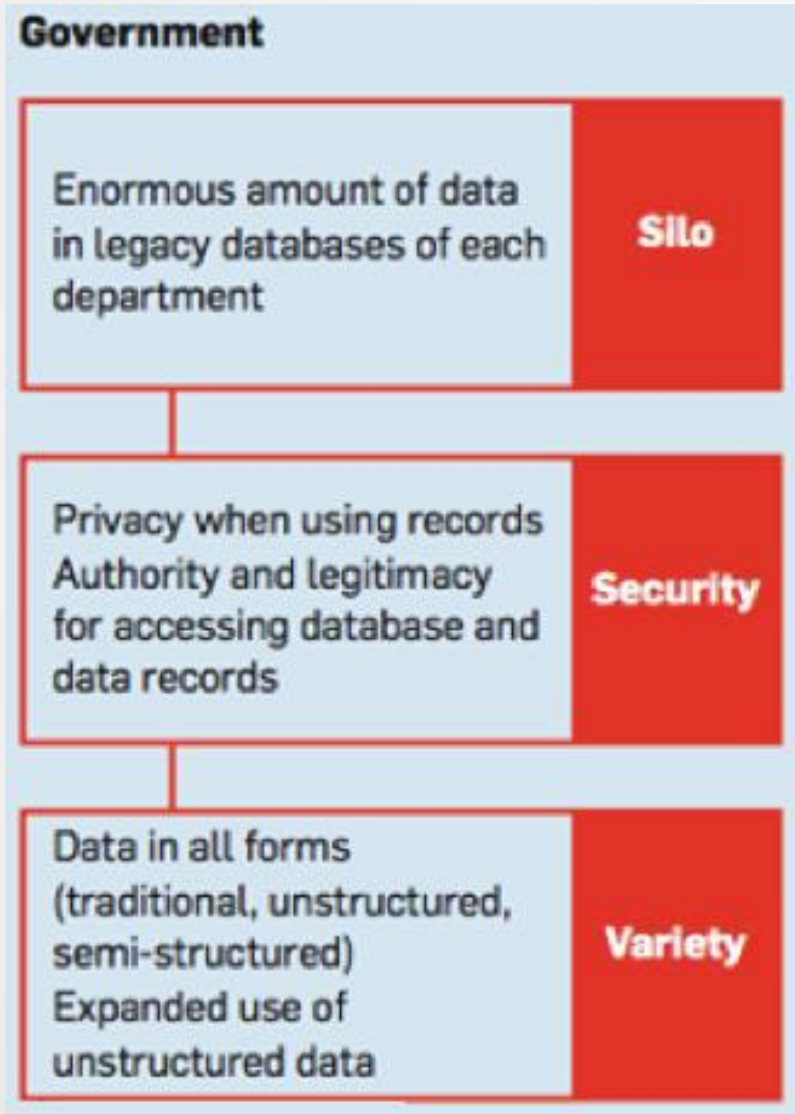 Government
Enormous amount of data
in legacy databases of each
department
Silo
Privacy when using records
Authority and legitimacy
for accessing database and
data records
Security
Data in all forms
(traditional, unstructured,
semi-structured)
Expanded use of
unstructured data
Variety